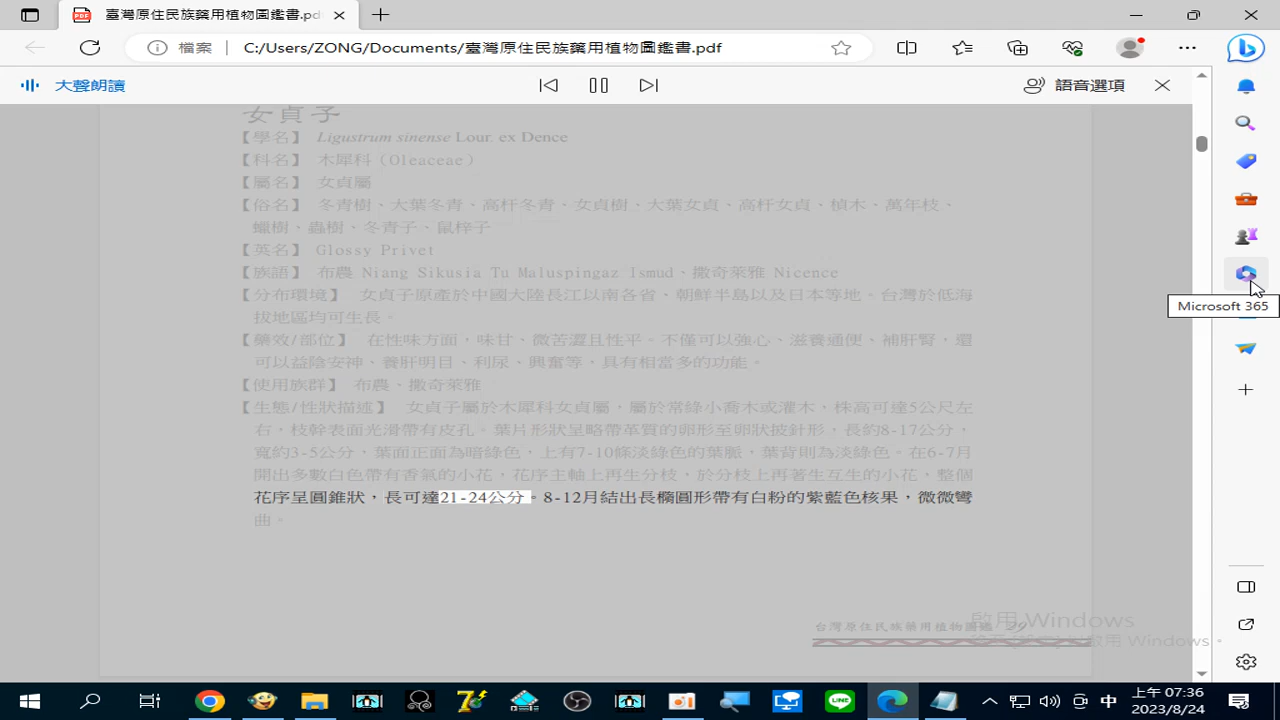 臺灣原住民族藥用植物圖鑑書.pdf
檔案 C:/Users/ZONG/Documents/臺灣原住民族藥用植物圖鑑書.pdf
大聲朗讀
語音選項
女貞子
【學名】 Ligustrum sinense Lour. ex Dence
【科名】 木犀科（Oleaceae）
【屬名】 女貞屬
【俗名】 冬青樹、大葉冬青、高杆冬青、女貞樹、大葉女貞、高杆女貞、楨木、萬年枝、
蠟樹、蟲樹、冬青子、鼠梓子
【英名】 Glossy Privet
【族語】 布農 Niang Sikusia Tu Maluspingaz Ismud、撒奇萊雅 Nicence
【分布環境】 女貞子原產於中國大陸長江以南各省、朝鮮半島以及日本等地。台灣於低海
拔地區均可生長。
【藥效/部位】 在性味方面，味甘、微苦澀且性平。不僅可以強心、滋養通便、補肝腎，還
可以益陰安神、養肝明目、利尿、興奮等，具有相當多的功能。
【使用族群】 布農、撒奇萊雅
【生態/性狀描述】 女貞子屬於木犀科女貞屬，屬於常綠小喬木或灌木，株高可達5公尺左
右，枝幹表面光滑帶有皮孔。葉片形狀呈略帶革質的卵形至卵狀披針形，長約8-17公分，
寬約3-5公分，葉面正面為暗綠色，上有7-10條淡綠色的葉脈，葉背則為淡綠色。在6-7月
開出多數白色帶有香氣的小花，花序主軸上再生分枝，於分枝上再著生互生的小花，整個
花序呈圓錐狀，長可達21-24公分。8-12月結出長橢圓形帶有白粉的紫藍色核果，微微彎
曲。
台灣原住民族藥用植物圖鑑 29
啟用 Windows
Windows。
Microsoft 365
LINE
中
上午 07:36
2023/8/24